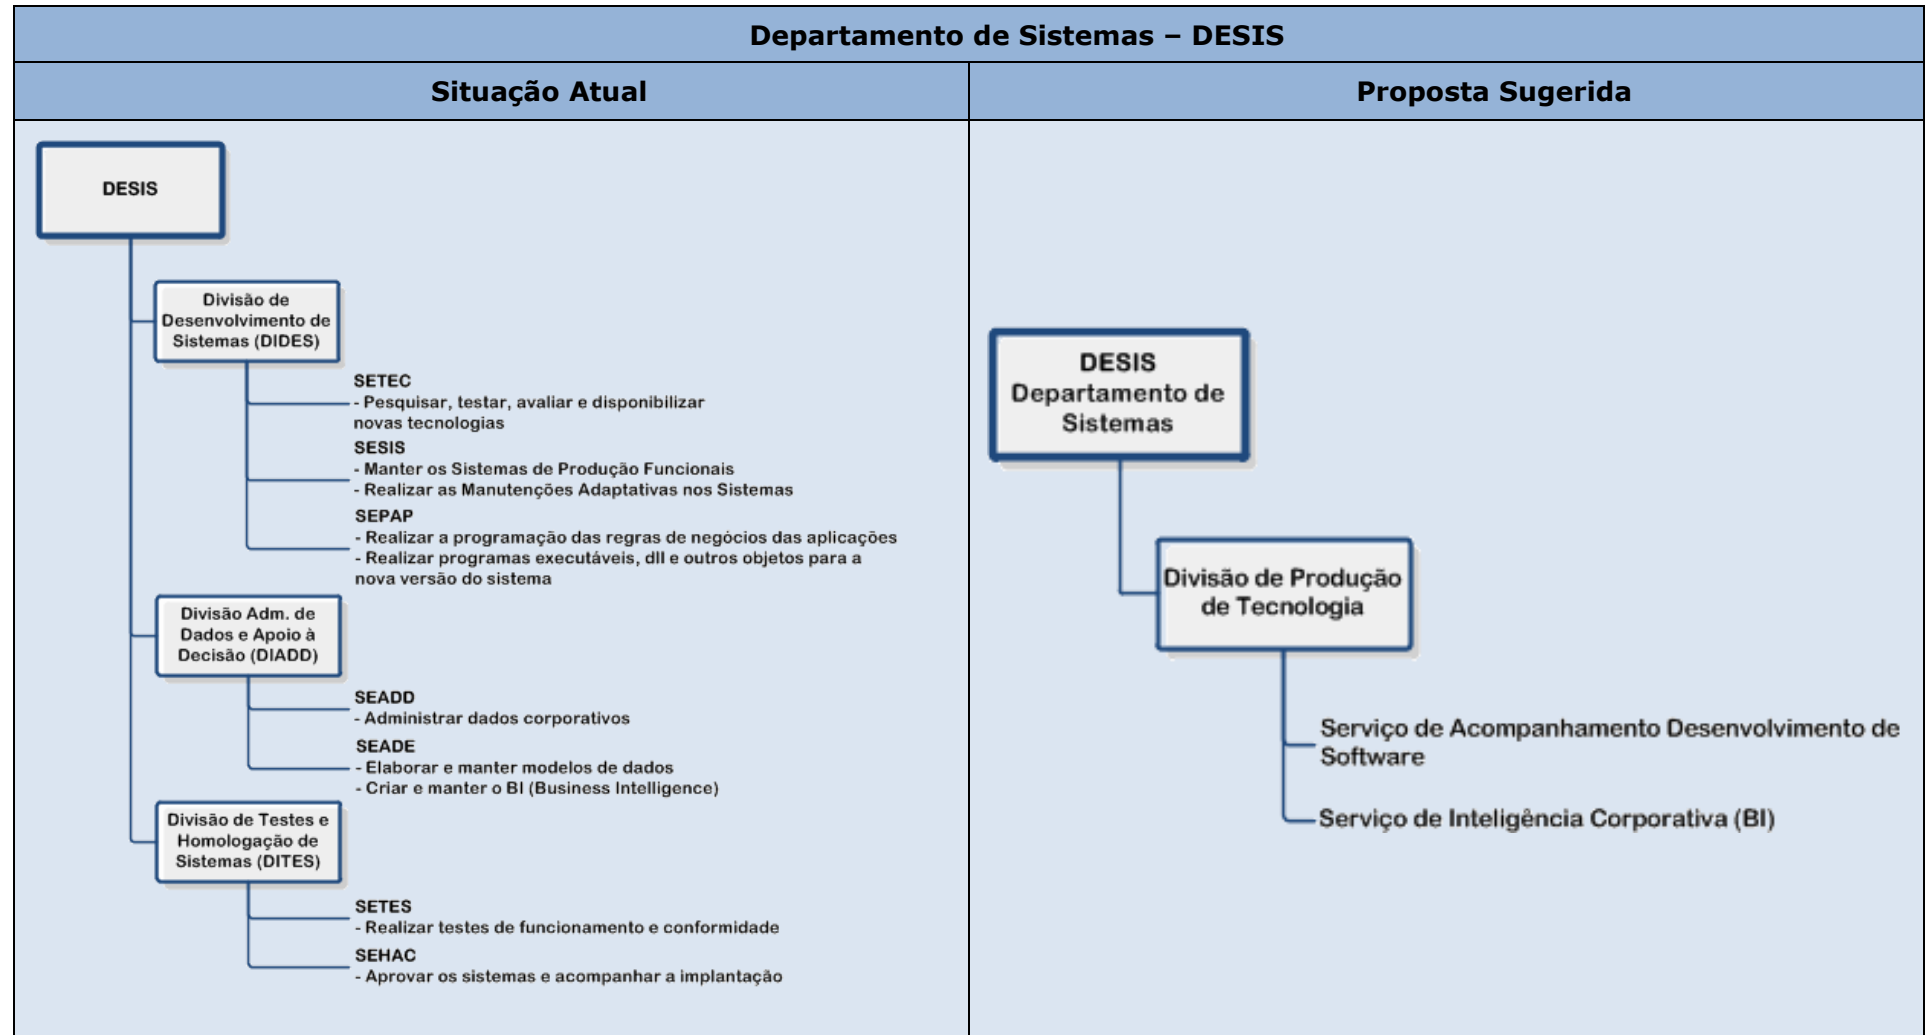 Departamento de Sistemas – DESIS
Situação Atual
Proposta Sugerida
DESIS
Divisão de
Desenvolvimento de
Sistemas (DIDES)
SETEC
- Pesquisar, testar, avaliar e disponibilizar
novas tecnologias
SESIS
- Manter os Sistemas de Produção Funcionais
- Realizar as Manutenções Adaptativas nos Sistemas
SEPAP
- Realizar a programação das regras de negócios das aplicações
- Realizar programas executáveis, dll e outros objetos para a
nova versão do sistema
Divisão Adm. de
Dados e Apoio à
Decisão (DIADD)
SEADD
- Administrar dados corporativos
SEADE
- Elaborar e manter modelos de dados
- Criar e manter o BI (Business Intelligence)
Divisão de Testes e
Homologação de
Sistemas (DITES)
SETES
- Realizar testes de funcionamento e conformidade
SEHAC
- Aprovar os sistemas e acompanhar a implantação
DESIS
Departamento de
Sistemas
Divisão de Produção
de Tecnologia
Serviço de Acompanhamento Desenvolvimento de
Software
Serviço de Inteligência Corporativa (BI)